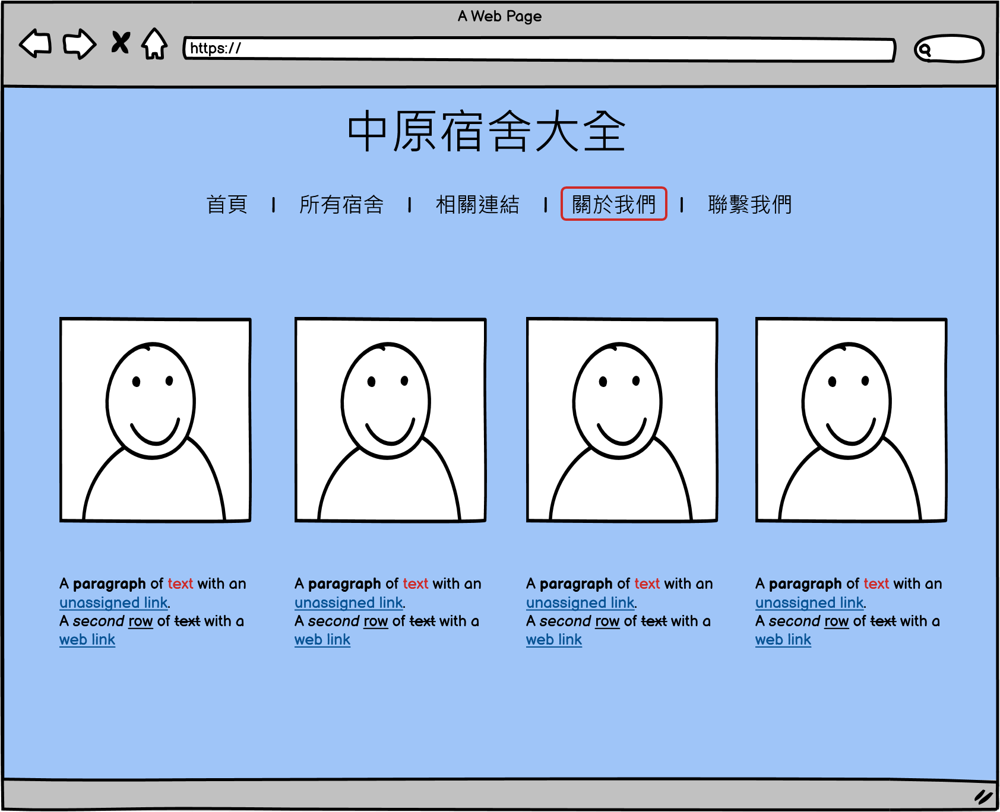 A Web Page
https://
中原宿舍大全
首頁 | 所有宿舍 | 相關連結 | 關於我們 | 聯繫我們
A paragraph of text with an
unassigned link.
A second row of text with a
web link
A paragraph of text with an
unassigned link.
A second row of text with a
web link
A paragraph of text with an
unassigned link.
A second row of text with a
web link
A paragraph of text with an
unassigned link.
A second row of text with a
web link